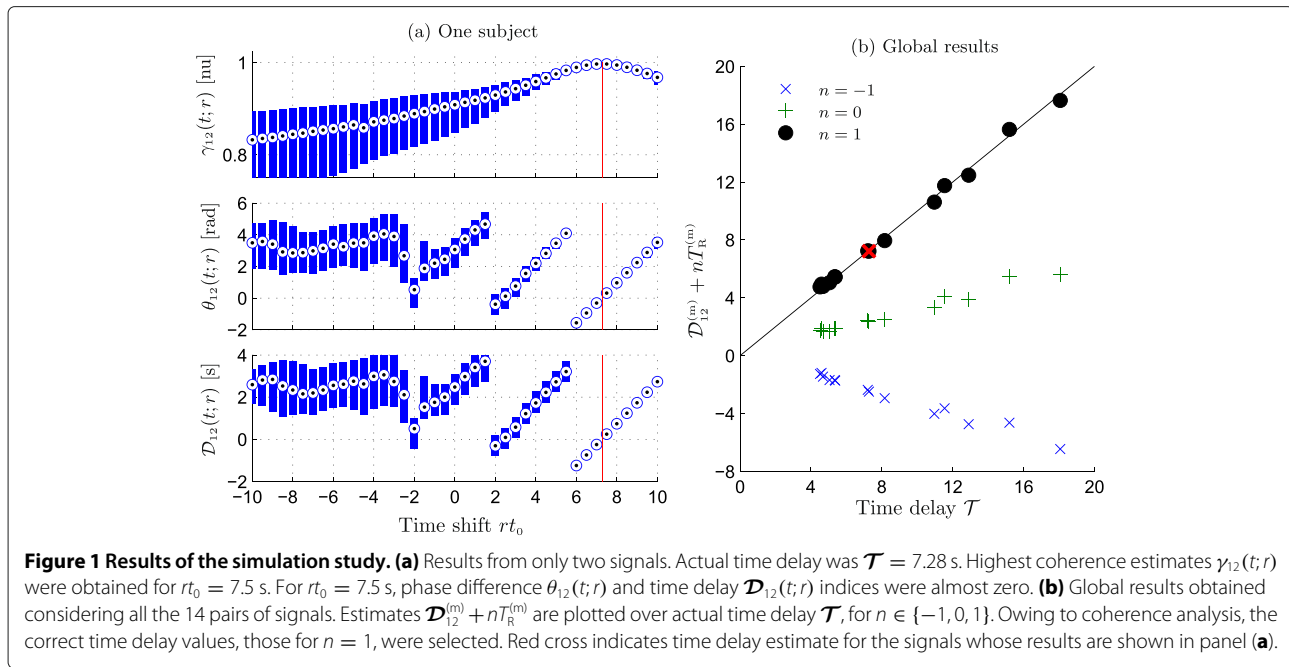 (a) One subject
γ₁₂(t; r) [nu]
1
0.8
θ₁₂(t; r) [rad]
6
4
2
0
−2
𝒟₁₂(t; r) [s]
4
2
0
−2
−10 −8 −6 −4 −2 0 2 4 6 8 10
Time shift rt₀
(b) Global results
𝒟₁₂⁽ᵐ⁾ + nT_R⁽ᵐ⁾
20
16
12
8
4
0
−4
−8
n = −1
n = 0
n = 1
0 4 8 12 16 20
Time delay 𝒯
Figure 1 Results of the simulation study. (a) Results from only two signals. Actual time delay was 𝒯 = 7.28 s. Highest coherence estimates γ₁₂(t; r)
were obtained for rt₀ = 7.5 s. For rt₀ = 7.5 s, phase difference θ₁₂(t; r) and time delay 𝒟₁₂(t; r) indices were almost zero. (b) Global results obtained
considering all the 14 pairs of signals. Estimates 𝒟₁₂⁽ᵐ⁾ + nT_R⁽ᵐ⁾ are plotted over actual time delay 𝒯, for n ∈ {−1, 0, 1}. Owing to coherence analysis, the
correct time delay values, those for n = 1, were selected. Red cross indicates time delay estimate for the signals whose results are shown in panel (a).